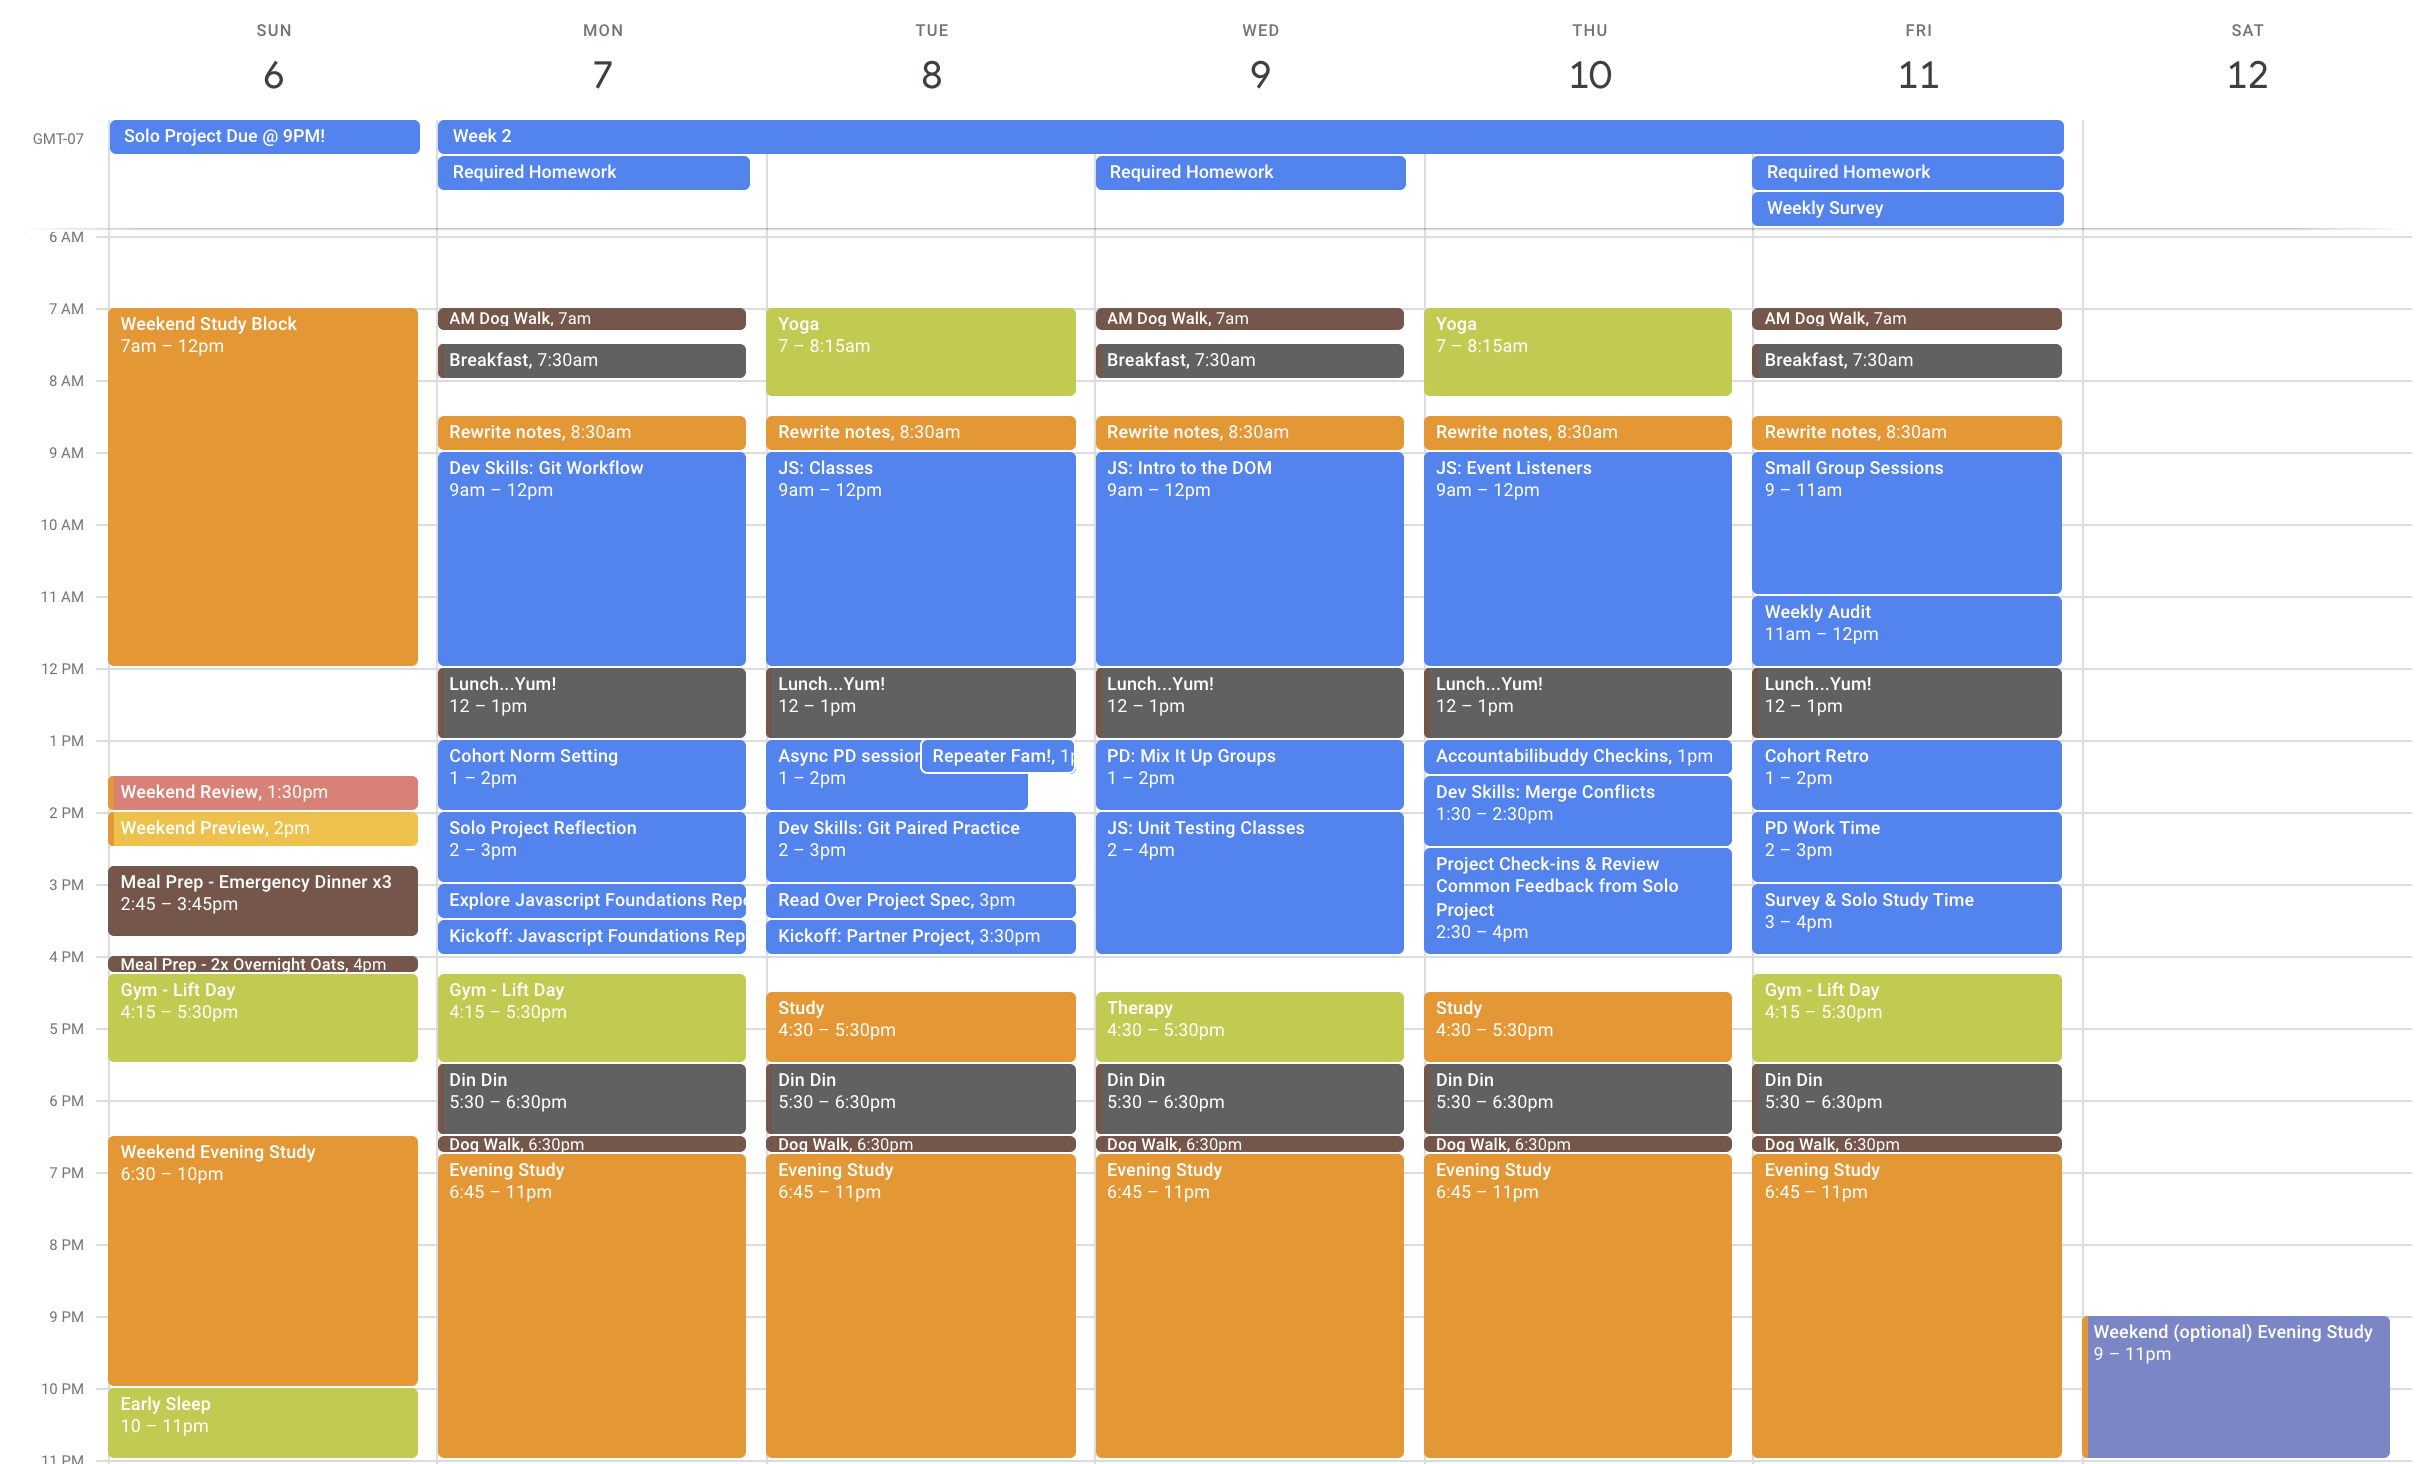 SUN
MON
TUE
WED
THU
FRI
SAT
6
7
8
9
10
11
12
GMT-07
Solo Project Due @ 9PM!
Week 2
Required Homework
Required Homework
Required Homework
Weekly Survey
6 AM
7 AM
8 AM
9 AM
10 AM
11 AM
12 PM
1 PM
2 PM
3 PM
4 PM
5 PM
6 PM
7 PM
8 PM
9 PM
10 PM
11 PM
Weekend Study Block
7am – 12pm
Weekend Review, 1:30pm
Weekend Preview, 2pm
Meal Prep - Emergency Dinner x3
2:45 – 3:45pm
Meal Prep - 2x Overnight Oats, 4pm
Gym - Lift Day
4:15 – 5:30pm
Weekend Evening Study
6:30 – 10pm
Early Sleep
10 – 11pm
AM Dog Walk, 7am
Breakfast, 7:30am
Rewrite notes, 8:30am
Dev Skills: Git Workflow
9am – 12pm
Lunch...Yum!
12 – 1pm
Cohort Norm Setting
1 – 2pm
Solo Project Reflection
2 – 3pm
Explore Javascript Foundations Repo
Kickoff: Javascript Foundations Rep
Gym - Lift Day
4:15 – 5:30pm
Din Din
5:30 – 6:30pm
Dog Walk, 6:30pm
Evening Study
6:45 – 11pm
Yoga
7 – 8:15am
Rewrite notes, 8:30am
JS: Classes
9am – 12pm
Lunch...Yum!
12 – 1pm
Async PD session
1 – 2pm
Repeater Fam!, 1p
Dev Skills: Git Paired Practice
2 – 3pm
Read Over Project Spec, 3pm
Kickoff: Partner Project, 3:30pm
Study
4:30 – 5:30pm
Din Din
5:30 – 6:30pm
Dog Walk, 6:30pm
Evening Study
6:45 – 11pm
AM Dog Walk, 7am
Breakfast, 7:30am
Rewrite notes, 8:30am
JS: Intro to the DOM
9am – 12pm
Lunch...Yum!
12 – 1pm
PD: Mix It Up Groups
1 – 2pm
JS: Unit Testing Classes
2 – 4pm
Therapy
4:30 – 5:30pm
Din Din
5:30 – 6:30pm
Dog Walk, 6:30pm
Evening Study
6:45 – 11pm
Yoga
7 – 8:15am
Rewrite notes, 8:30am
JS: Event Listeners
9am – 12pm
Lunch...Yum!
12 – 1pm
Accountabilibuddy Checkins, 1pm
Dev Skills: Merge Conflicts
1:30 – 2:30pm
Project Check-ins & Review
Common Feedback from Solo
Project
2:30 – 4pm
Study
4:30 – 5:30pm
Din Din
5:30 – 6:30pm
Dog Walk, 6:30pm
Evening Study
6:45 – 11pm
AM Dog Walk, 7am
Breakfast, 7:30am
Rewrite notes, 8:30am
Small Group Sessions
9 – 11am
Weekly Audit
11am – 12pm
Lunch...Yum!
12 – 1pm
Cohort Retro
1 – 2pm
PD Work Time
2 – 3pm
Survey & Solo Study Time
3 – 4pm
Gym - Lift Day
4:15 – 5:30pm
Din Din
5:30 – 6:30pm
Dog Walk, 6:30pm
Evening Study
6:45 – 11pm
Weekend (optional) Evening Study
9 – 11pm